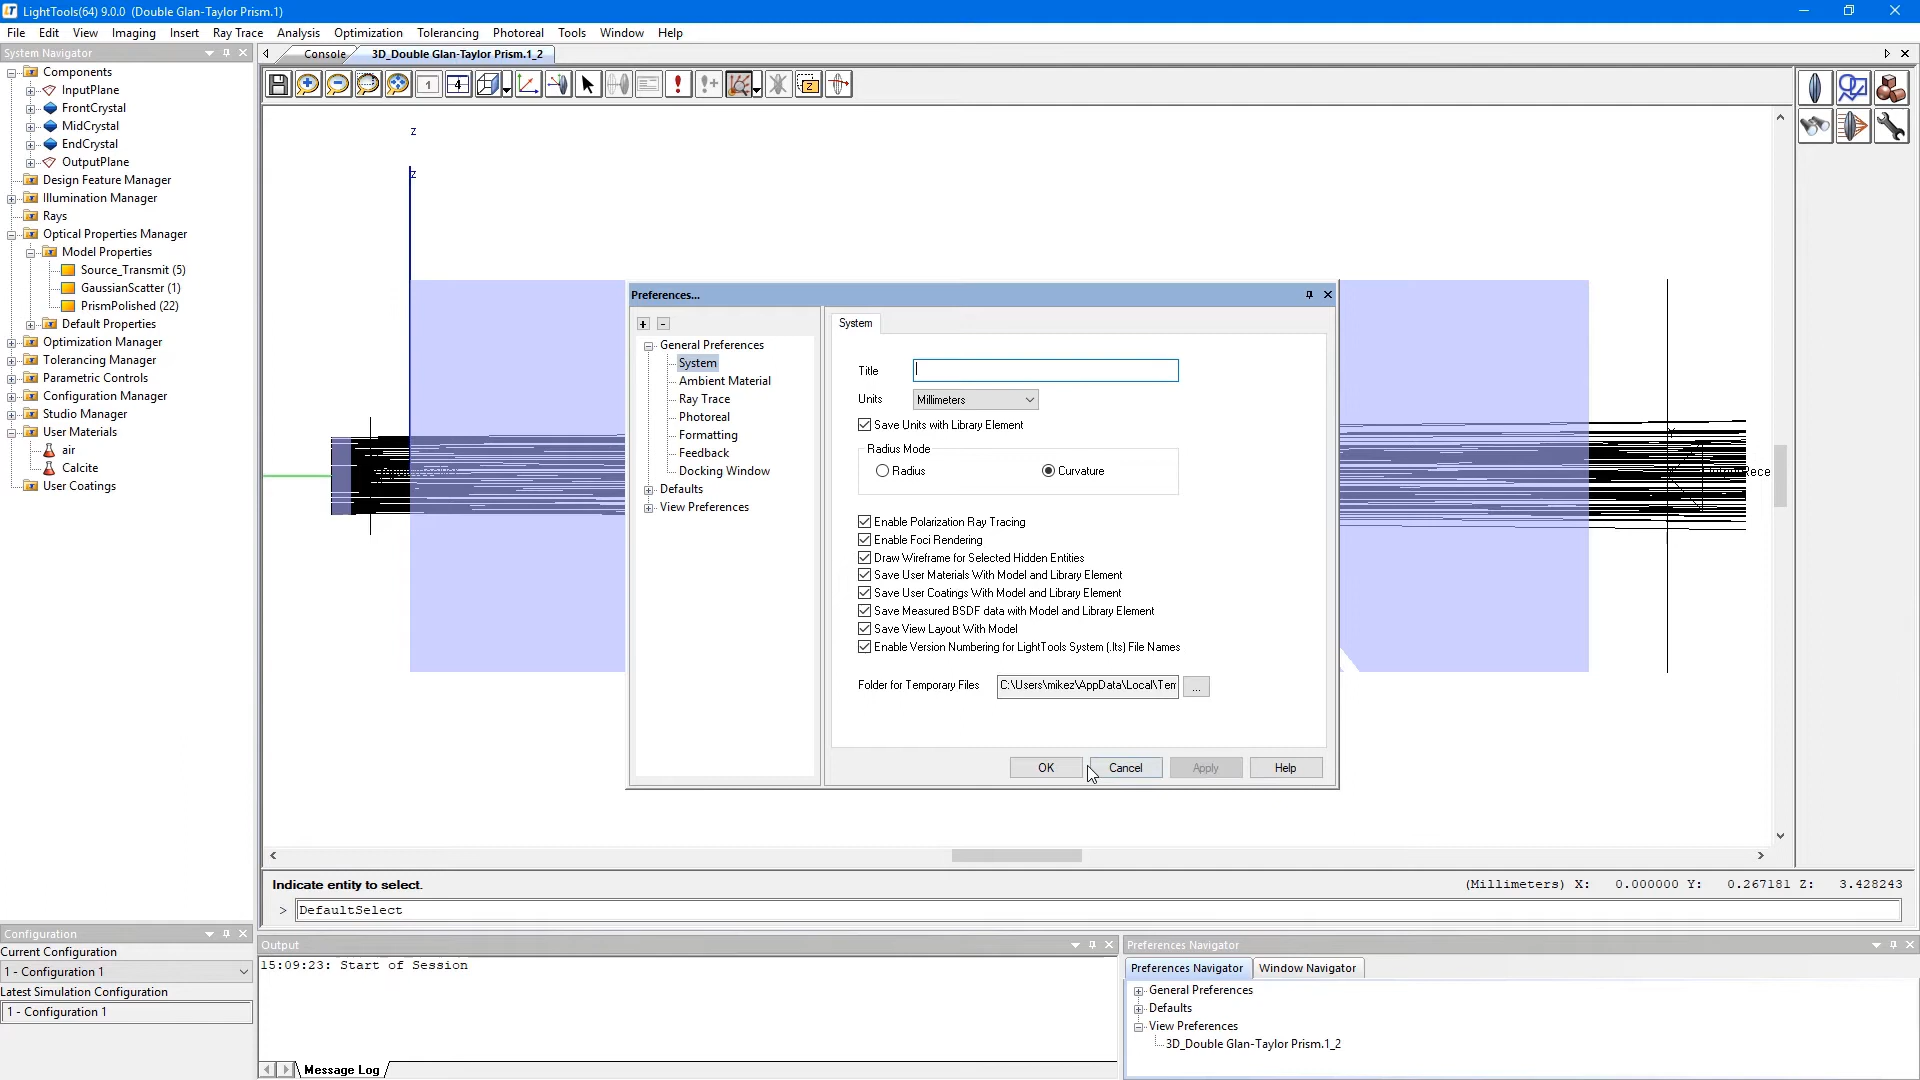 LightTools(64) 9.0.0 (Double Glan-Taylor Prism.1)
File Edit View Imaging Insert Ray Trace Analysis Optimization Tolerancing Photoreal Tools Window Help
System Navigator
Components
InputPlane
FrontCrystal
MidCrystal
EndCrystal
OutputPlane
Design Feature Manager
Illumination Manager
Rays
Optical Properties Manager
Model Properties
Source_Transmit (5)
GaussianScatter (1)
PrismPolished (22)
Default Properties
Optimization Manager
Tolerancing Manager
Parametric Controls
Configuration Manager
Studio Manager
User Materials
air
Calcite
User Coatings
Console 3D_Double Glan-Taylor Prism.1_2
z
z
Preferences...
General Preferences
System
Ambient Material
Ray Trace
Photoreal
Formatting
Feedback
Docking Window
Defaults
View Preferences
System
Title
Units Millimeters
Save Units with Library Element
Radius Mode
Radius Curvature
Enable Polarization Ray Tracing
Enable Foci Rendering
Draw Wireframe for Selected Hidden Entities
Save User Materials With Model and Library Element
Save User Coatings With Model and Library Element
Save Measured BSDF data with Model and Library Element
Save View Layout With Model
Enable Version Numbering for LightTools System (.lts) File Names
Folder for Temporary Files C:\Users\mikez\AppData\Local\Tem ...
OK Cancel Apply Help
Indicate entity to select.
(Millimeters) X: 0.000000 Y: 0.267181 Z: 3.428243
> DefaultSelect
Configuration
Current Configuration
1 - Configuration 1
Latest Simulation Configuration
1 - Configuration 1
Output
15:09:23: Start of Session
Message Log
Preferences Navigator
Preferences Navigator Window Navigator
General Preferences
Defaults
View Preferences
3D_Double Glan-Taylor Prism.1_2